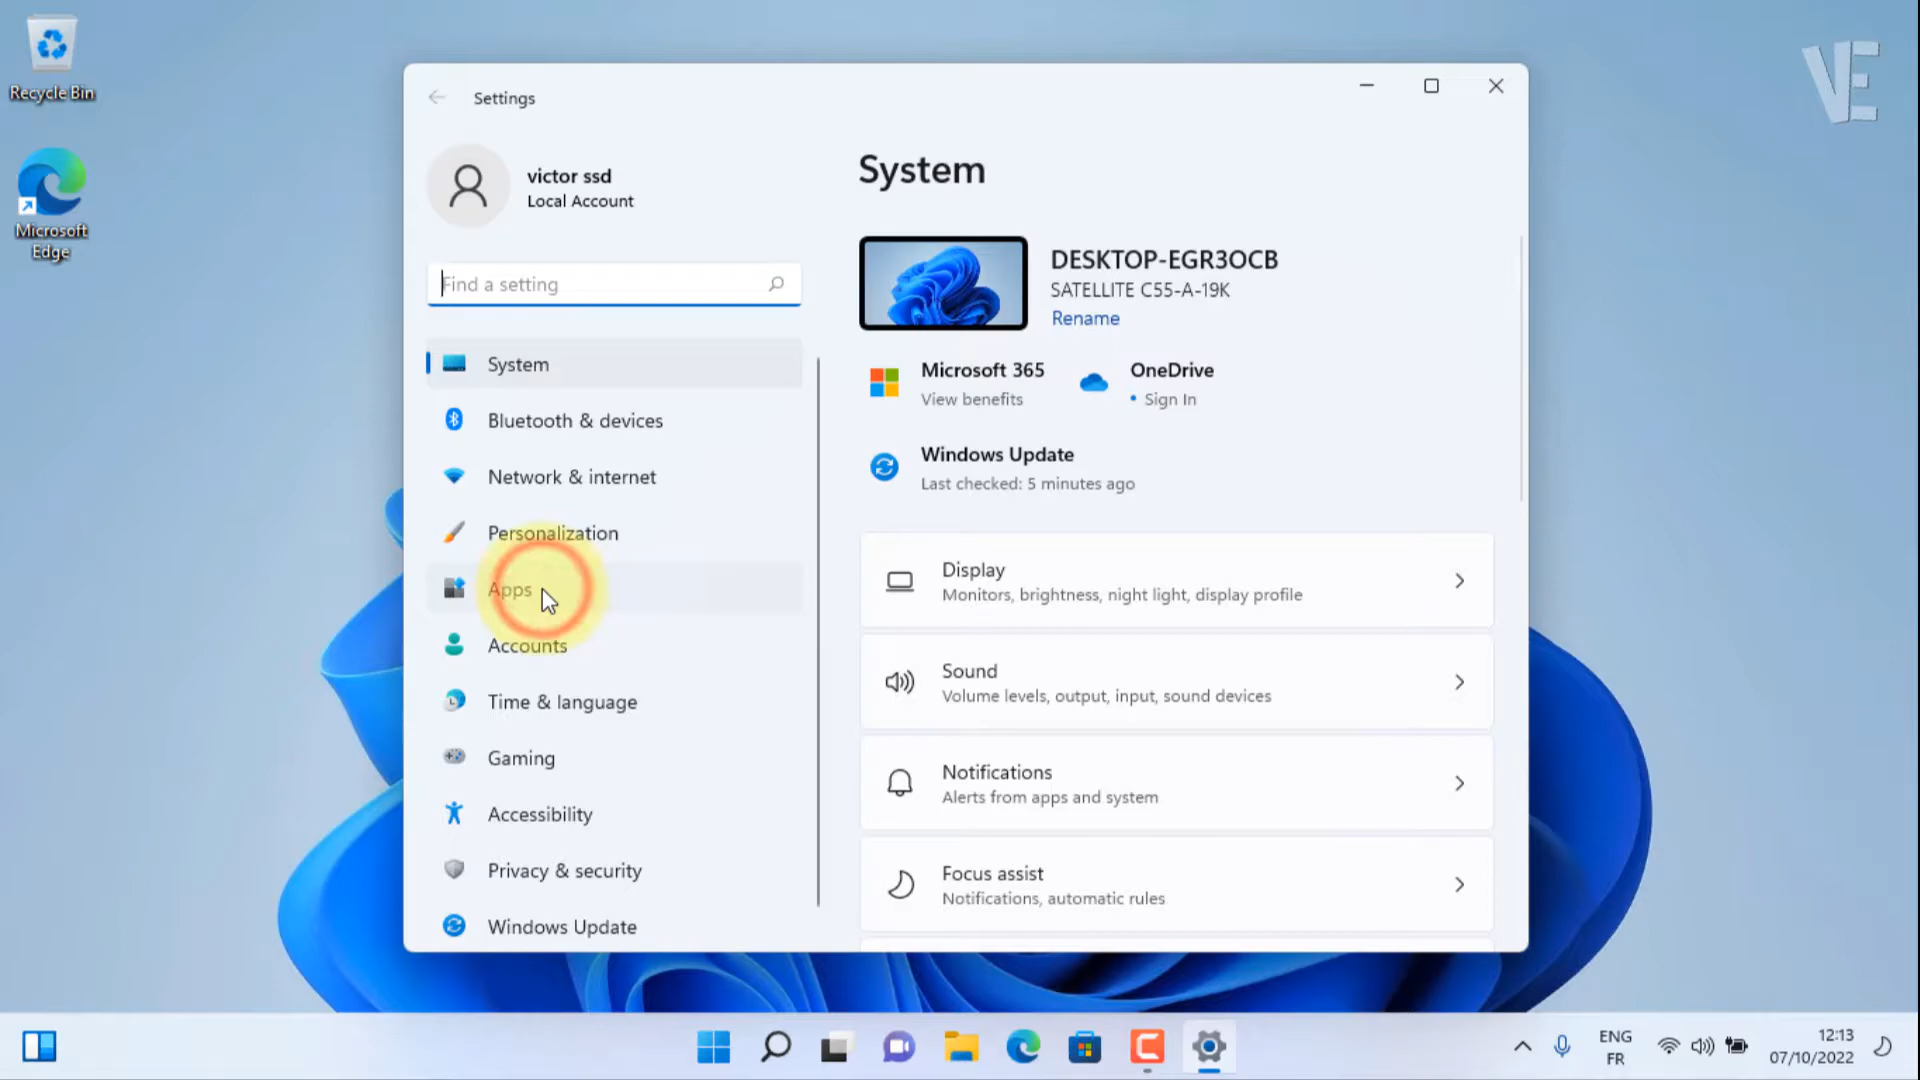 Recycle Bin
Microsoft
Edge
VE
Settings
victor ssd
Local Account
Find a setting
System
Bluetooth & devices
Network & internet
Personalization
Apps
Accounts
Time & language
Gaming
Accessibility
Privacy & security
Windows Update
System
DESKTOP-EGR3OCB
SATELLITE C55-A-19K
Rename
Microsoft 365
View benefits
OneDrive
• Sign In
Windows Update
Last checked: 5 minutes ago
Display
Monitors, brightness, night light, display profile
Sound
Volume levels, output, input, sound devices
Notifications
Alerts from apps and system
Focus assist
Notifications, automatic rules
ENG
FR
12:13
07/10/2022